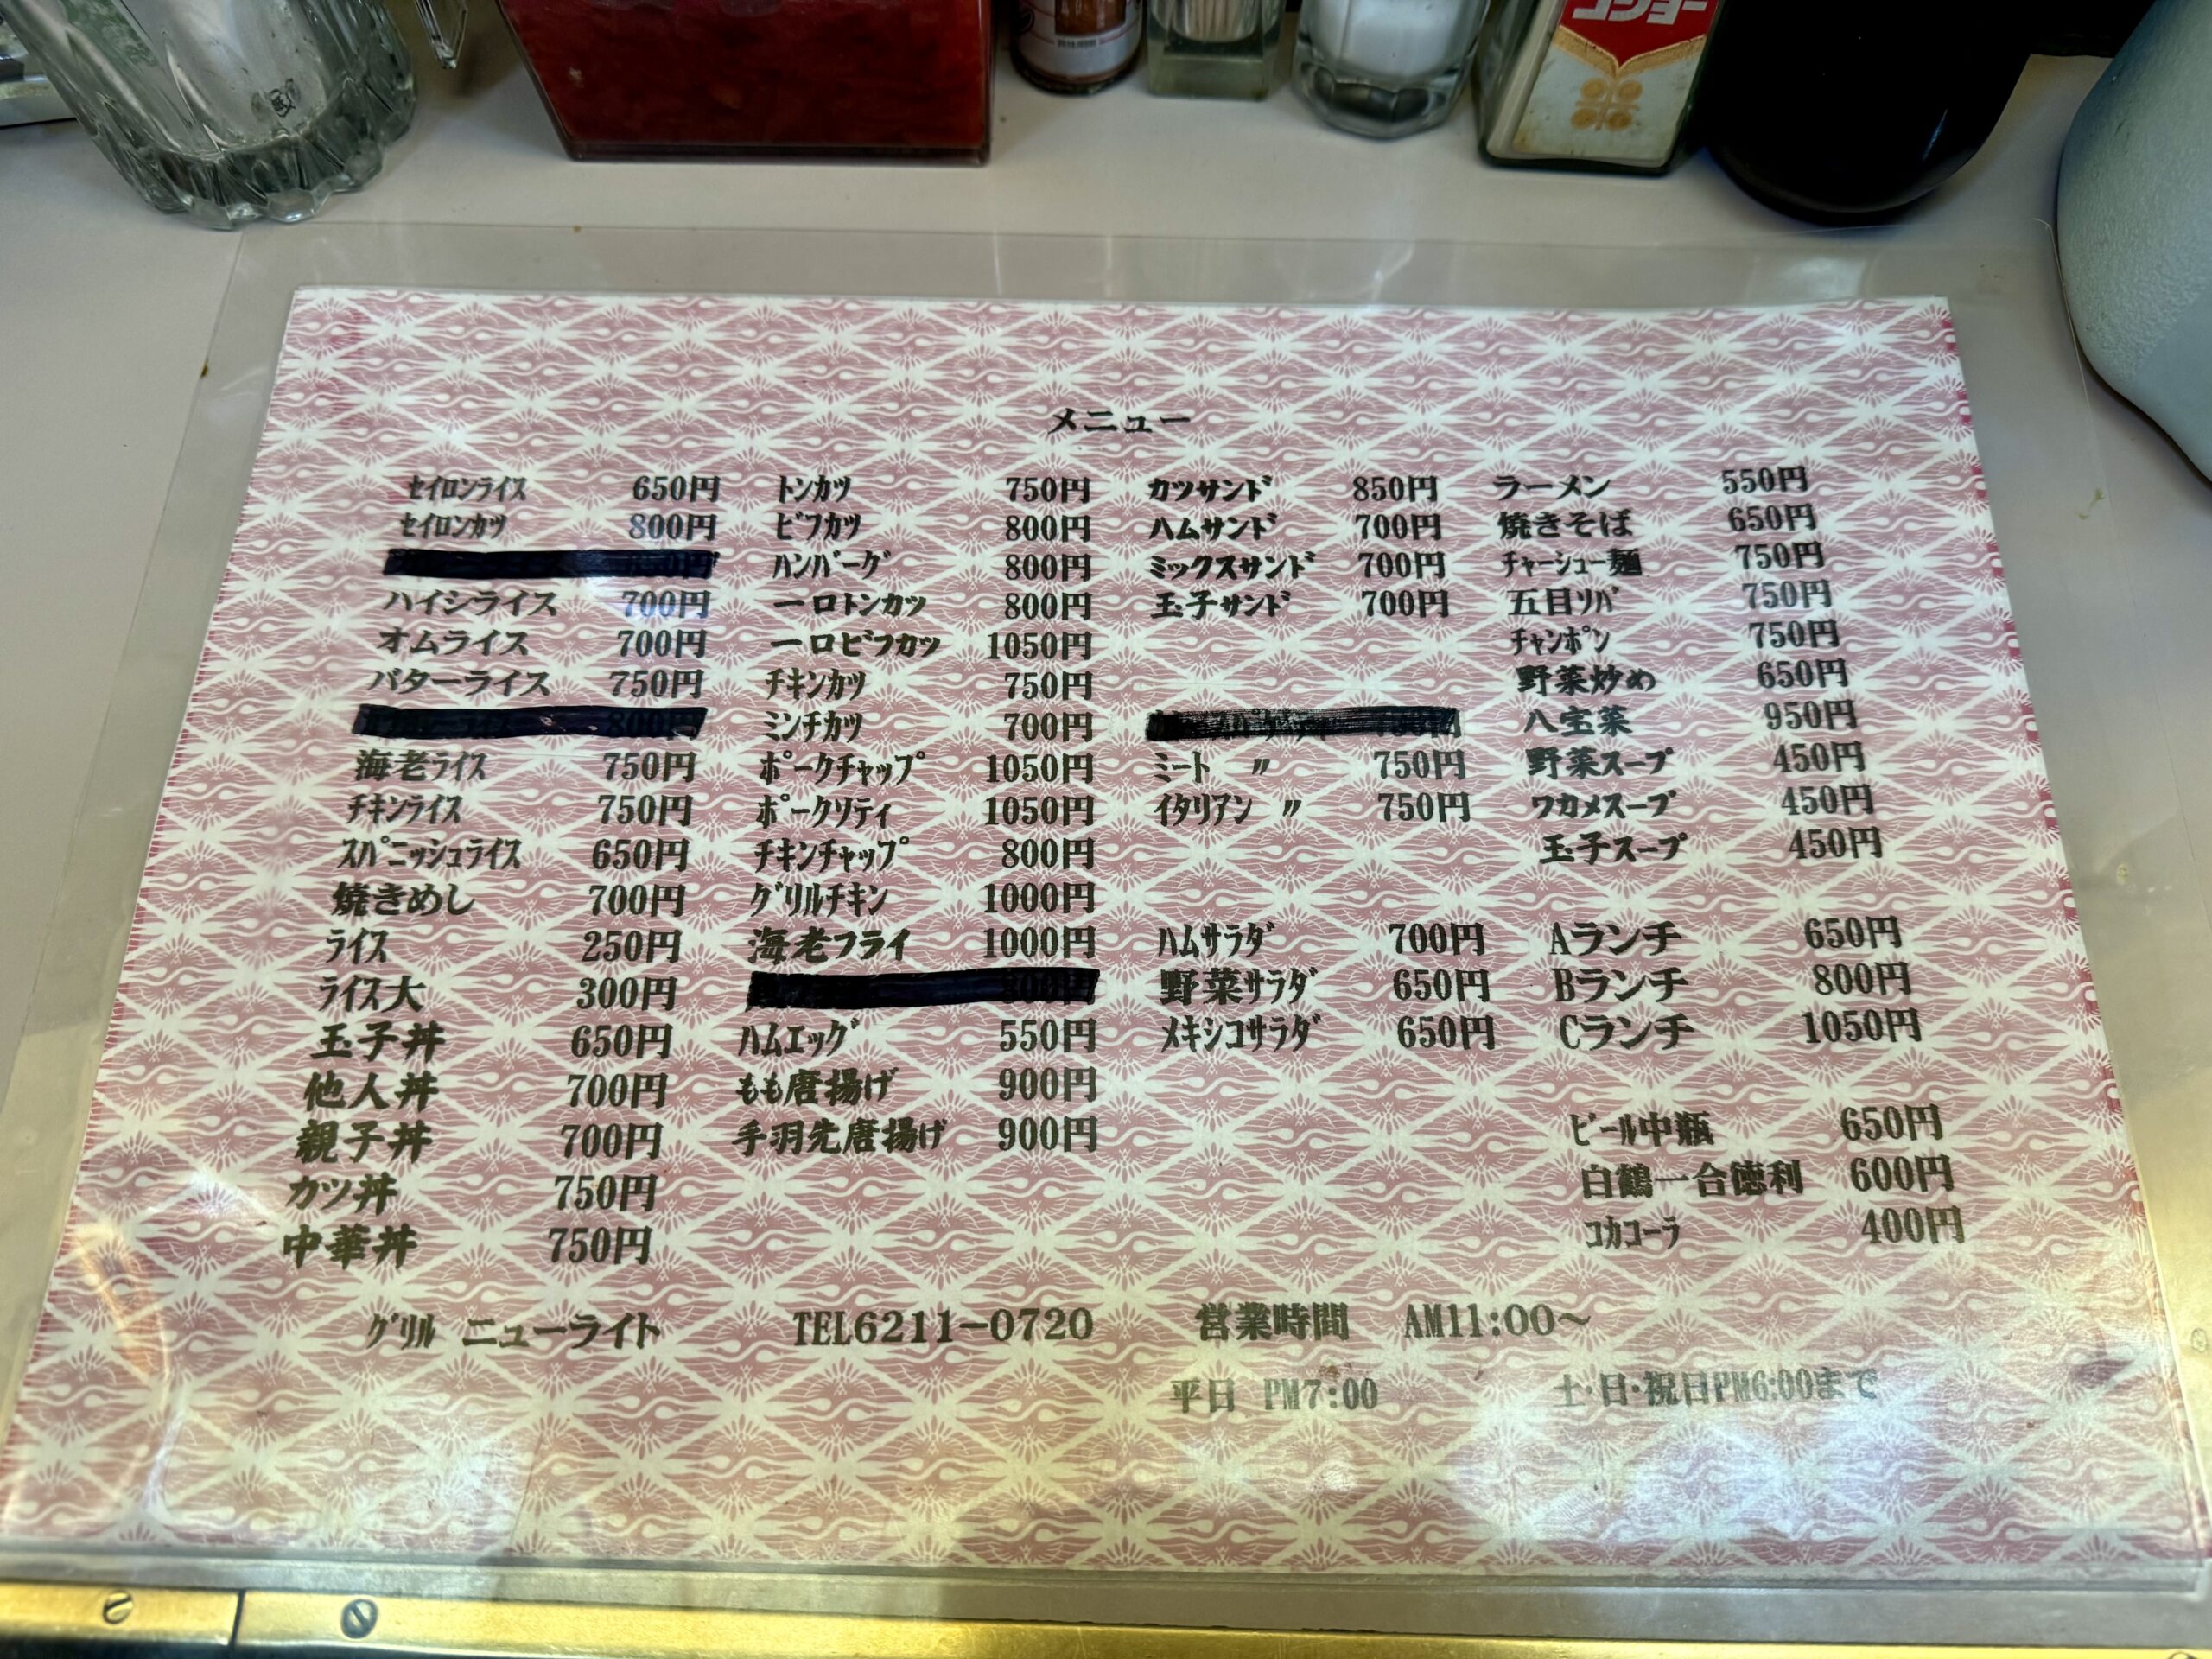 コショー
メニュー
セイロンライス 650円
セイロンカツ 800円
ハイシライス 700円
オムライス 700円
バターライス 750円
800円
海老ライス 750円
チキンライス 750円
スパニッシュライス 650円
焼きめし 700円
ライス 250円
ライス大 300円
玉子丼 650円
他人丼 700円
親子丼 700円
カツ丼 750円
中華丼 750円
トンカツ 750円
ビフカツ 800円
ハンバーグ 800円
一口トンカツ 800円
一口ビフカツ 1050円
チキンカツ 750円
ミンチカツ 700円
ポークチャップ 1050円
ポークソティ 1050円
チキンチャップ 800円
グリルチキン 1000円
海老フライ 1000円
ハムエッグ 550円
もも唐揚げ 900円
手羽先唐揚げ 900円
カツサンド 850円
ハムサンド 700円
ミックスサンド 700円
玉子サンド 700円
ミート 〃 750円
イタリアン 〃 750円
ハムサラダ 700円
野菜サラダ 650円
メキシコサラダ 650円
ラーメン 550円
焼きそば 650円
チャーシュー麺 750円
五目ソバ 750円
チャンポン 750円
野菜炒め 650円
八宝菜 950円
野菜スープ 450円
ワカメスープ 450円
玉子スープ 450円
Aランチ 650円
Bランチ 800円
Cランチ 1050円
ビール中瓶 650円
白鶴一合徳利 600円
コカコーラ 400円
グリル ニューライト TEL6211-0720 営業時間 AM11:00〜
平日 PM7:00 土・日・祝日PM6:00まで